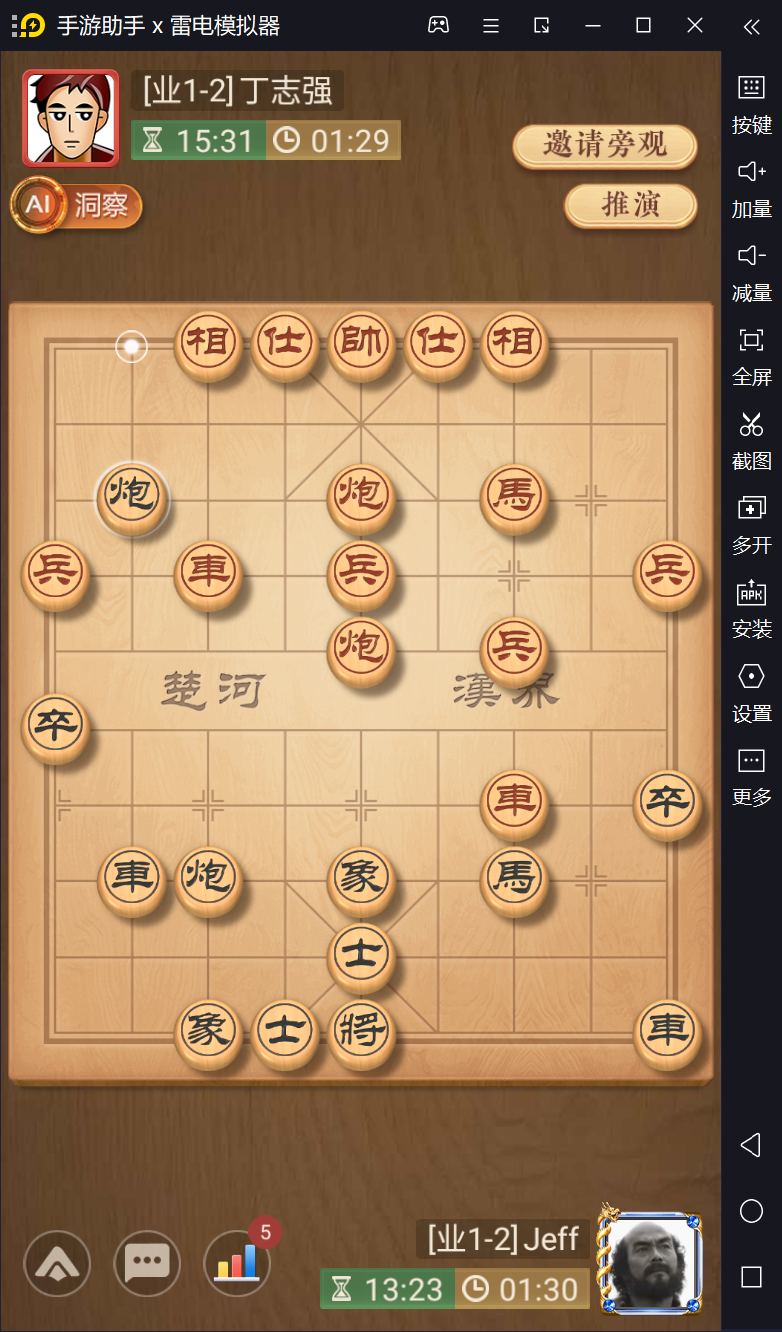 手游助手 x 雷电模拟器
[业1-2]丁志强
15:31 01:29
邀请旁观
AI 洞察
推演
相 仕 帥 仕 相
炮 炮 馬
兵 車 兵 兵
炮 兵
楚河 漢界
卒
車 卒
車 炮 象 馬
士
象 士 將 車
5
[业1-2]Jeff
13:23 01:30
按键
加量
减量
全屏
截图
多开
APK
安装
设置
更多